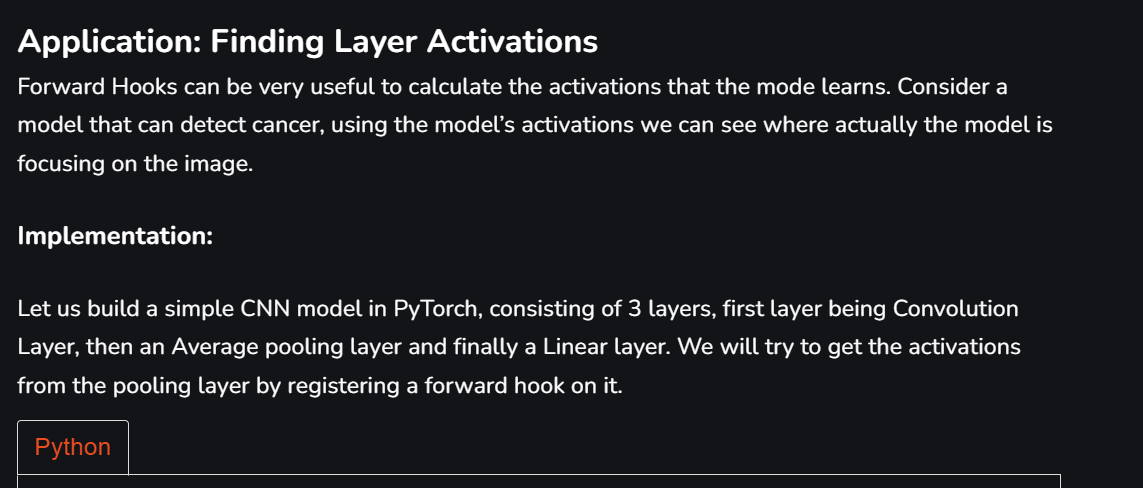 Application: Finding Layer Activations
Forward Hooks can be very useful to calculate the activations that the mode learns. Consider a
model that can detect cancer, using the model’s activations we can see where actually the model is
focusing on the image.
Implementation:
Let us build a simple CNN model in PyTorch, consisting of 3 layers, first layer being Convolution
Layer, then an Average pooling layer and finally a Linear layer. We will try to get the activations
from the pooling layer by registering a forward hook on it.
Python